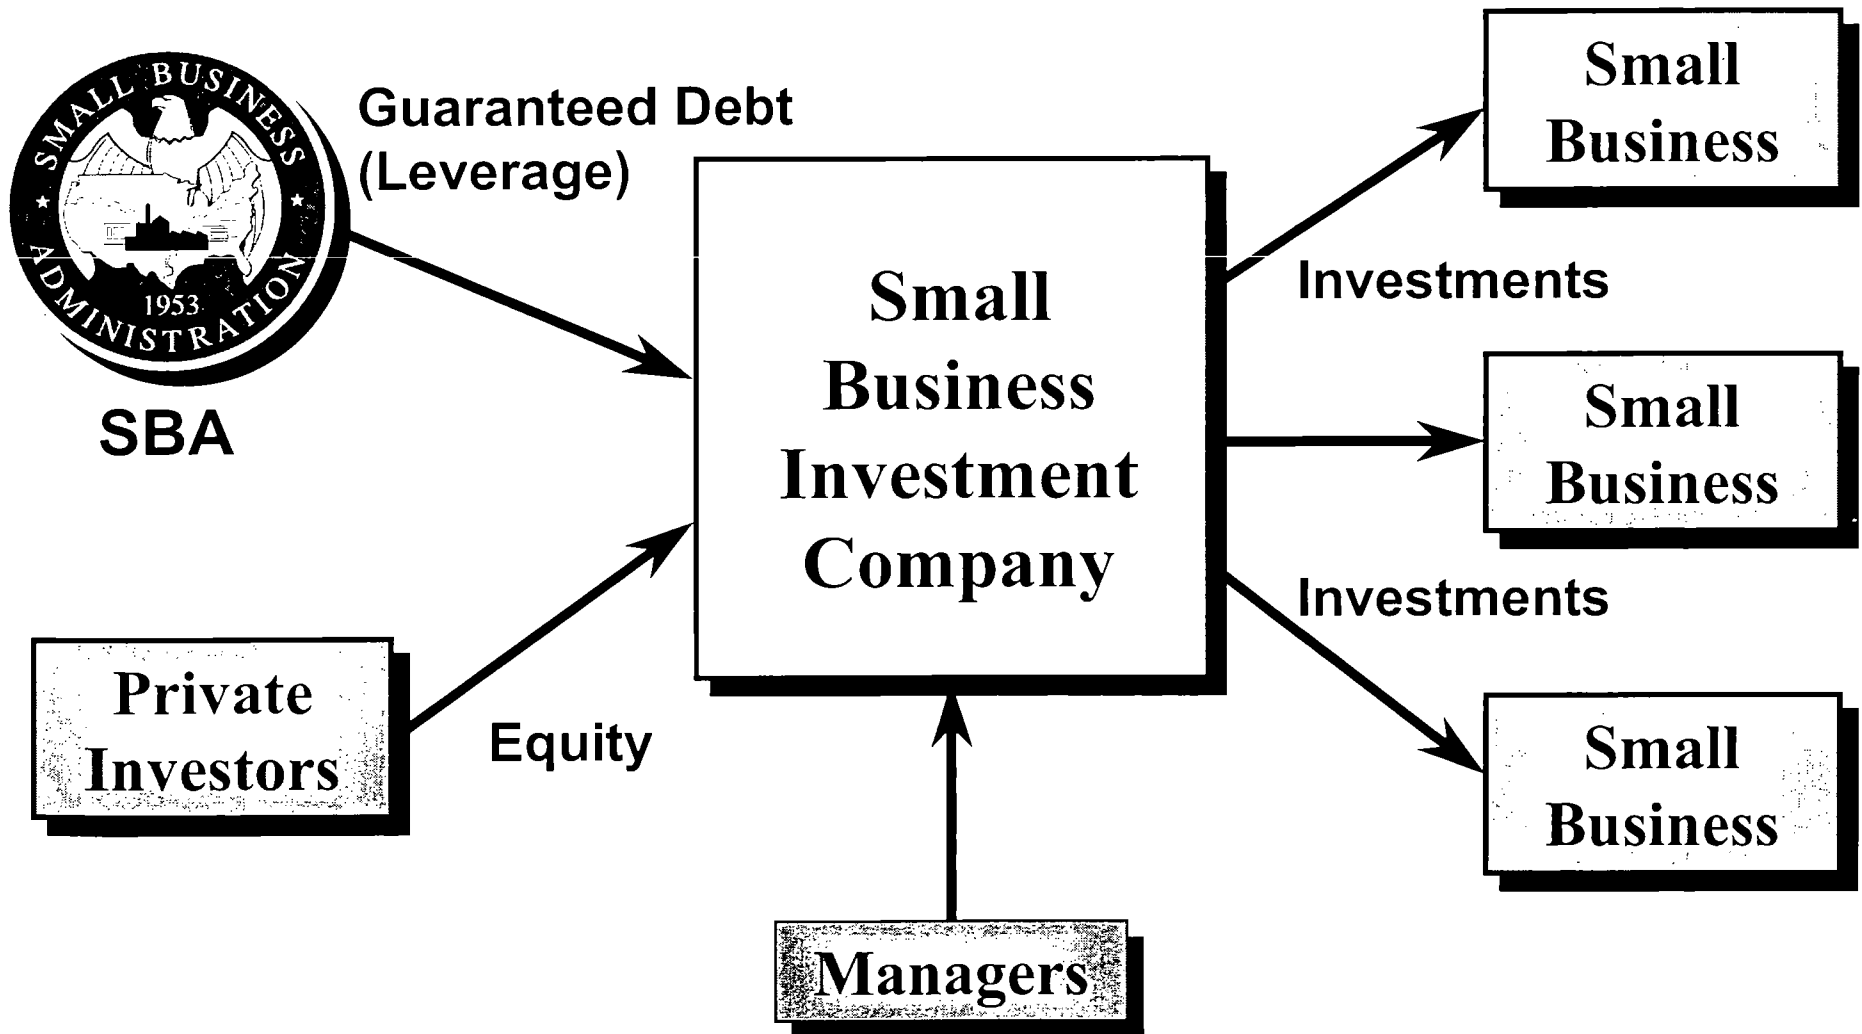 SMALL BUSINESS
ADMINISTRATION
1953
SBA
Guaranteed Debt
(Leverage)
Private
Investors
Equity
Small
Business
Investment
Company
Managers
Investments
Investments
Small
Business
Small
Business
Small
Business